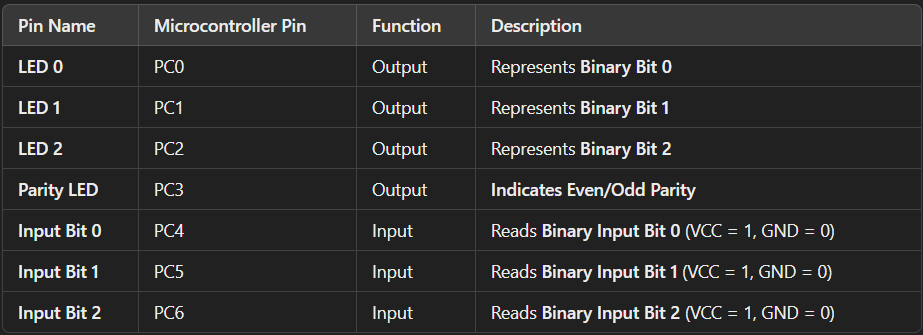 Pin Name Microcontroller Pin Function Description
LED 0 PC0 Output Represents Binary Bit 0
LED 1 PC1 Output Represents Binary Bit 1
LED 2 PC2 Output Represents Binary Bit 2
Parity LED PC3 Output Indicates Even/Odd Parity
Input Bit 0 PC4 Input Reads Binary Input Bit 0 (VCC = 1, GND = 0)
Input Bit 1 PC5 Input Reads Binary Input Bit 1 (VCC = 1, GND = 0)
Input Bit 2 PC6 Input Reads Binary Input Bit 2 (VCC = 1, GND = 0)